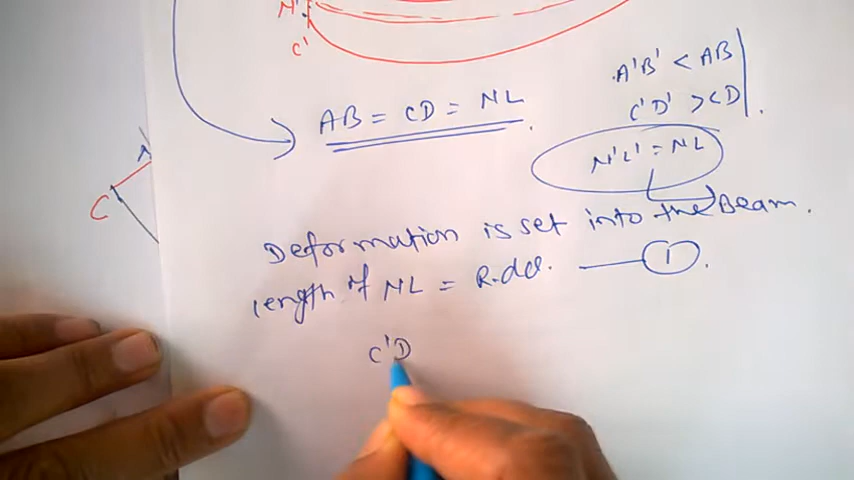 N'
C'
AB = CD = NL .
A'B' < AB
C'D' > CD .
N'L' = NL
C
Deformation is set into the Beam .
length of NL = R.dθ. — 1 .
C'D